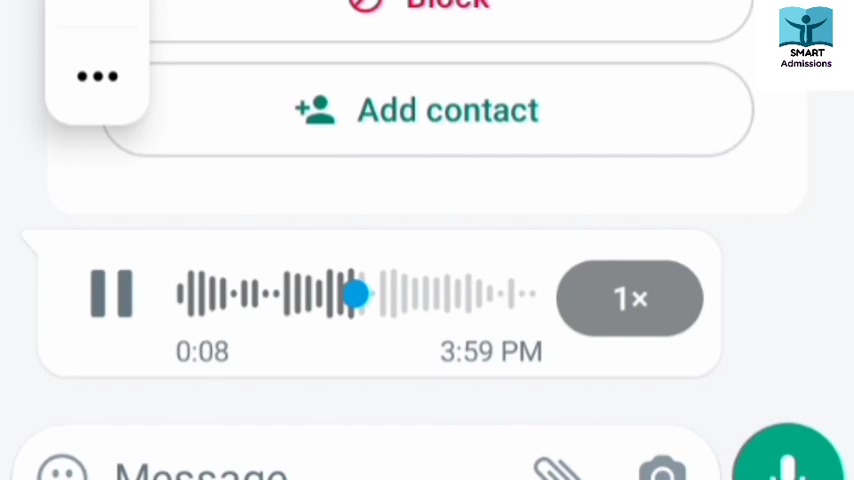 Block
SMART
Admissions
Add contact
1×
0:08
3:59 PM
Message